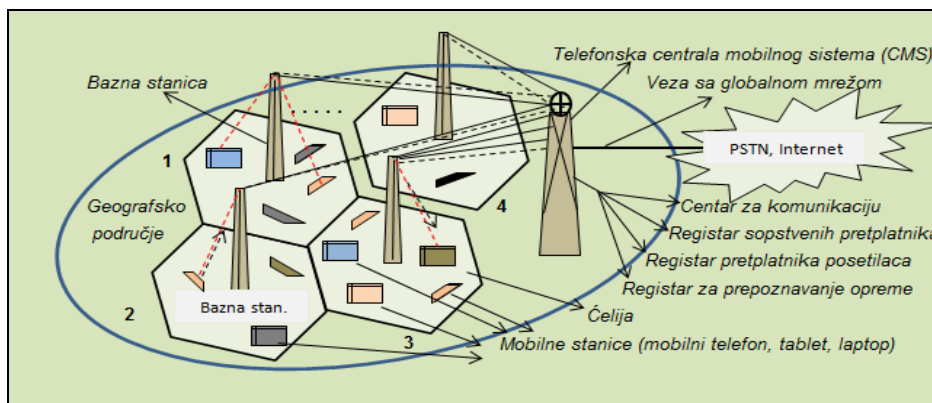 Telefonska centrala mobilnog sistema (CMS)
Bazna stanica
Veza sa globalnom mrežom
1
PSTN, Internet
Geografsko
područje
4
Centar za komunikaciju
Registar sopstvenih pretplatnika
Registar pretplatnika posetilaca
Registar za prepoznavanje opreme
Bazna stan.
2
Ćelija
3
Mobilne stanice (mobilni telefon, tablet, laptop)